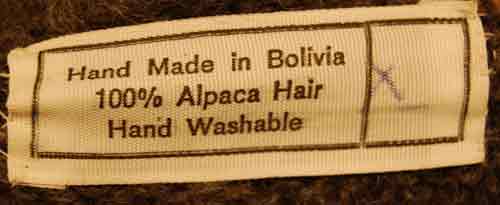 Hand Made in Bolivia
100% Alpaca Hair
Hand Washable
X